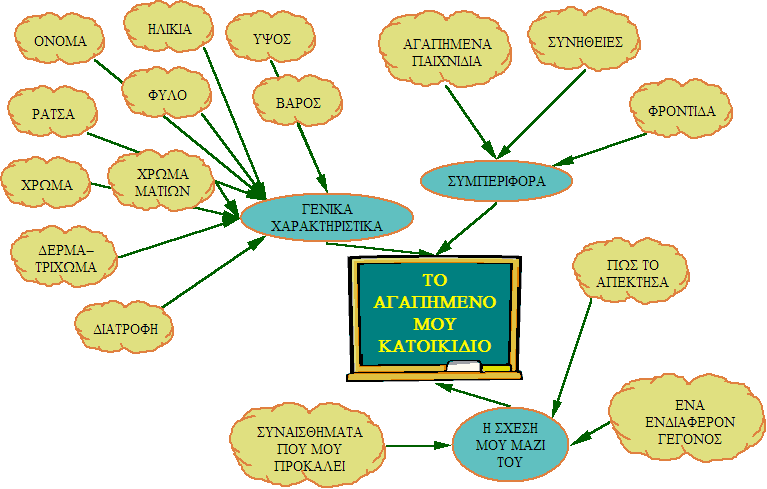 ΟΝΟΜΑ
ΗΛΙΚΙΑ
ΥΨΟΣ
ΑΓΑΠΗΜΕΝΑ
ΠΑΙΧΝΙΔΙΑ
ΣΥΝΗΘΕΙΕΣ
ΡΑΤΣΑ
ΦΥΛΟ
ΒΑΡΟΣ
ΦΡΟΝΤΙΔΑ
ΧΡΩΜΑ
ΧΡΩΜΑ
ΜΑΤΙΩΝ
ΓΕΝΙΚΑ
ΧΑΡΑΚΤΗΡΙΣΤΙΚΑ
ΣΥΜΠΕΡΙΦΟΡΑ
ΔΕΡΜΑ–
ΤΡΙΧΩΜΑ
ΔΙΑΤΡΟΦΗ
ΤΟ
ΑΓΑΠΗΜΕΝΟ
ΜΟΥ
ΚΑΤΟΙΚΙΔΙΟ
ΠΩΣ ΤΟ
ΑΠΕΚΤΗΣΑ
ΣΥΝΑΙΣΘΗΜΑΤΑ
ΠΟΥ ΜΟΥ
ΠΡΟΚΑΛΕΙ
Η ΣΧΕΣΗ
ΜΟΥ ΜΑΖΙ
ΤΟΥ
ΕΝΑ
ΕΝΔΙΑΦΕΡΟΝ
ΓΕΓΟΝΟΣ